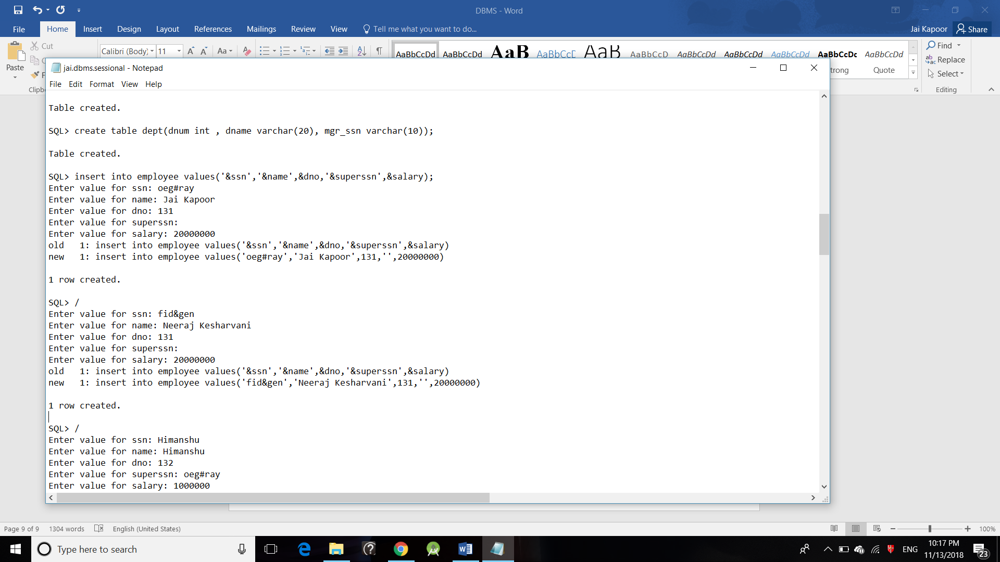 DBMS - Word
File Home Insert Design Layout References Mailings Review View Tell me what you want to do... Jai Kapoor Share
Paste Cut
Calibri (Body) 11 Aa
AaBbCcDd AaBbCcDd AaB AaBbCcD AaB AaBbCcD AaBbCcDd AaBbCcDd AaBbCcDd AaBbCcDc AaBbCcDd
trong Quote
Find
Replace
Select
Clipb Editing
jai.dbms.sessional - Notepad
File Edit Format View Help
Table created.
SQL> create table dept(dnum int , dname varchar(20), mgr_ssn varchar(10));
Table created.
SQL> insert into employee values('&ssn','&name',&dno,'&superssn',&salary);
Enter value for ssn: oeg#ray
Enter value for name: Jai Kapoor
Enter value for dno: 131
Enter value for superssn:
Enter value for salary: 20000000
old   1: insert into employee values('&ssn','&name',&dno,'&superssn',&salary)
new   1: insert into employee values('oeg#ray','Jai Kapoor',131,'',20000000)
1 row created.
SQL> /
Enter value for ssn: fid&gen
Enter value for name: Neeraj Kesharvani
Enter value for dno: 131
Enter value for superssn:
Enter value for salary: 20000000
old   1: insert into employee values('&ssn','&name',&dno,'&superssn',&salary)
new   1: insert into employee values('fid&gen','Neeraj Kesharvani',131,'',20000000)
1 row created.
SQL> /
Enter value for ssn: Himanshu
Enter value for name: Himanshu
Enter value for dno: 132
Enter value for superssn: oeg#ray
Enter value for salary: 1000000
Page 9 of 9 1304 words English (United States) 100%
Type here to search
ENG
10:17 PM
11/13/2018
23